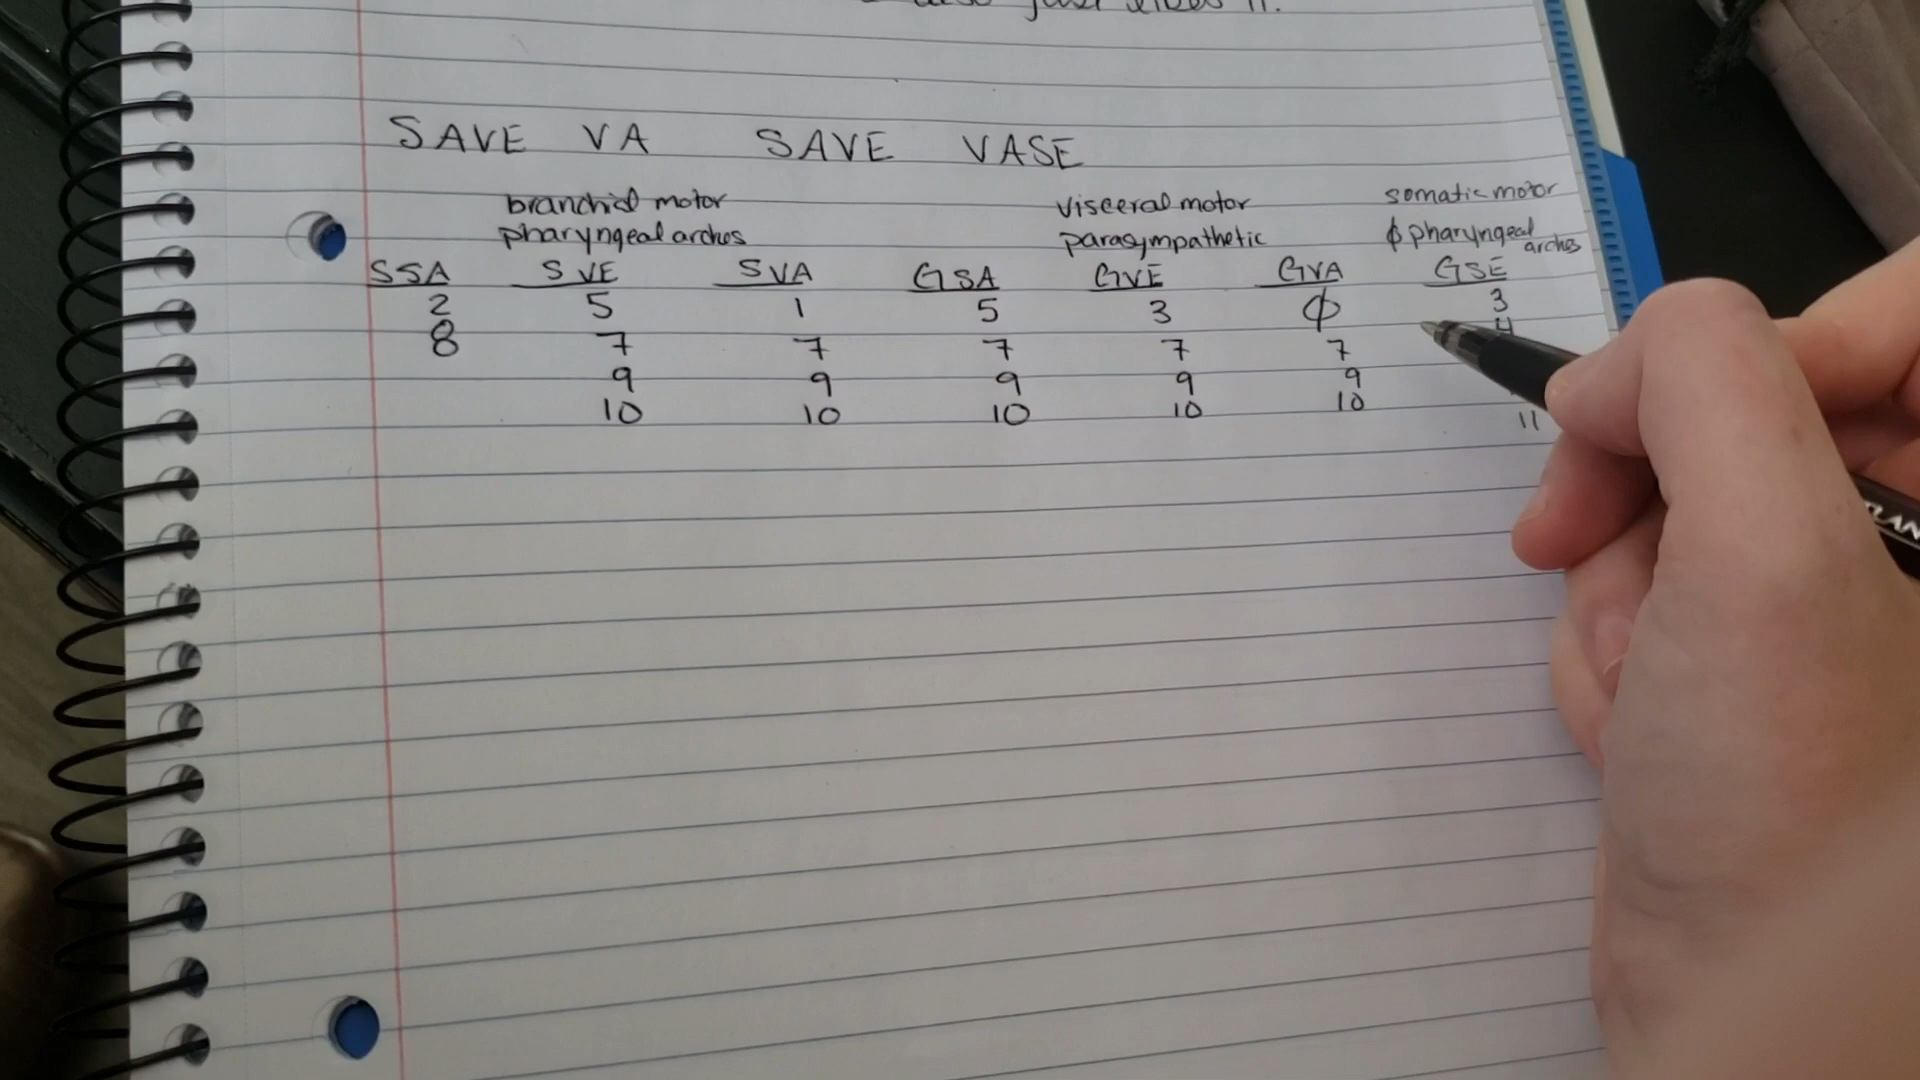 SAVE VA SAVE VASE
branchial motor visceral motor somatic motor
pharyngeal arches parasympathetic ϕ pharyngeal arches
SSA SVE SVA GSA GVE GVA GSE
2 5 1 5 3 ϕ 3
8 7 7 7 7 7 4
9 9 9 9 9
10 10 10 10 10 11